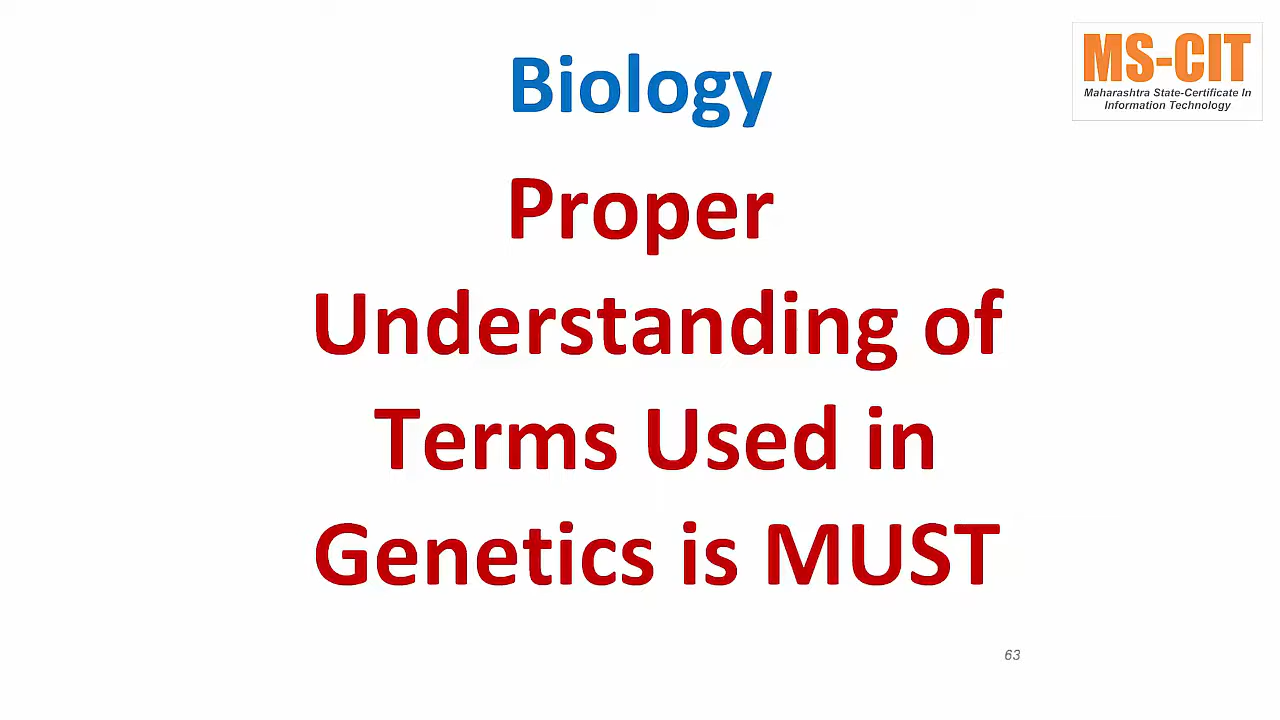 Biology
MS-CIT
Maharashtra State-Certificate In
Information Technology
Proper
Understanding of
Terms Used in
Genetics is MUST
63